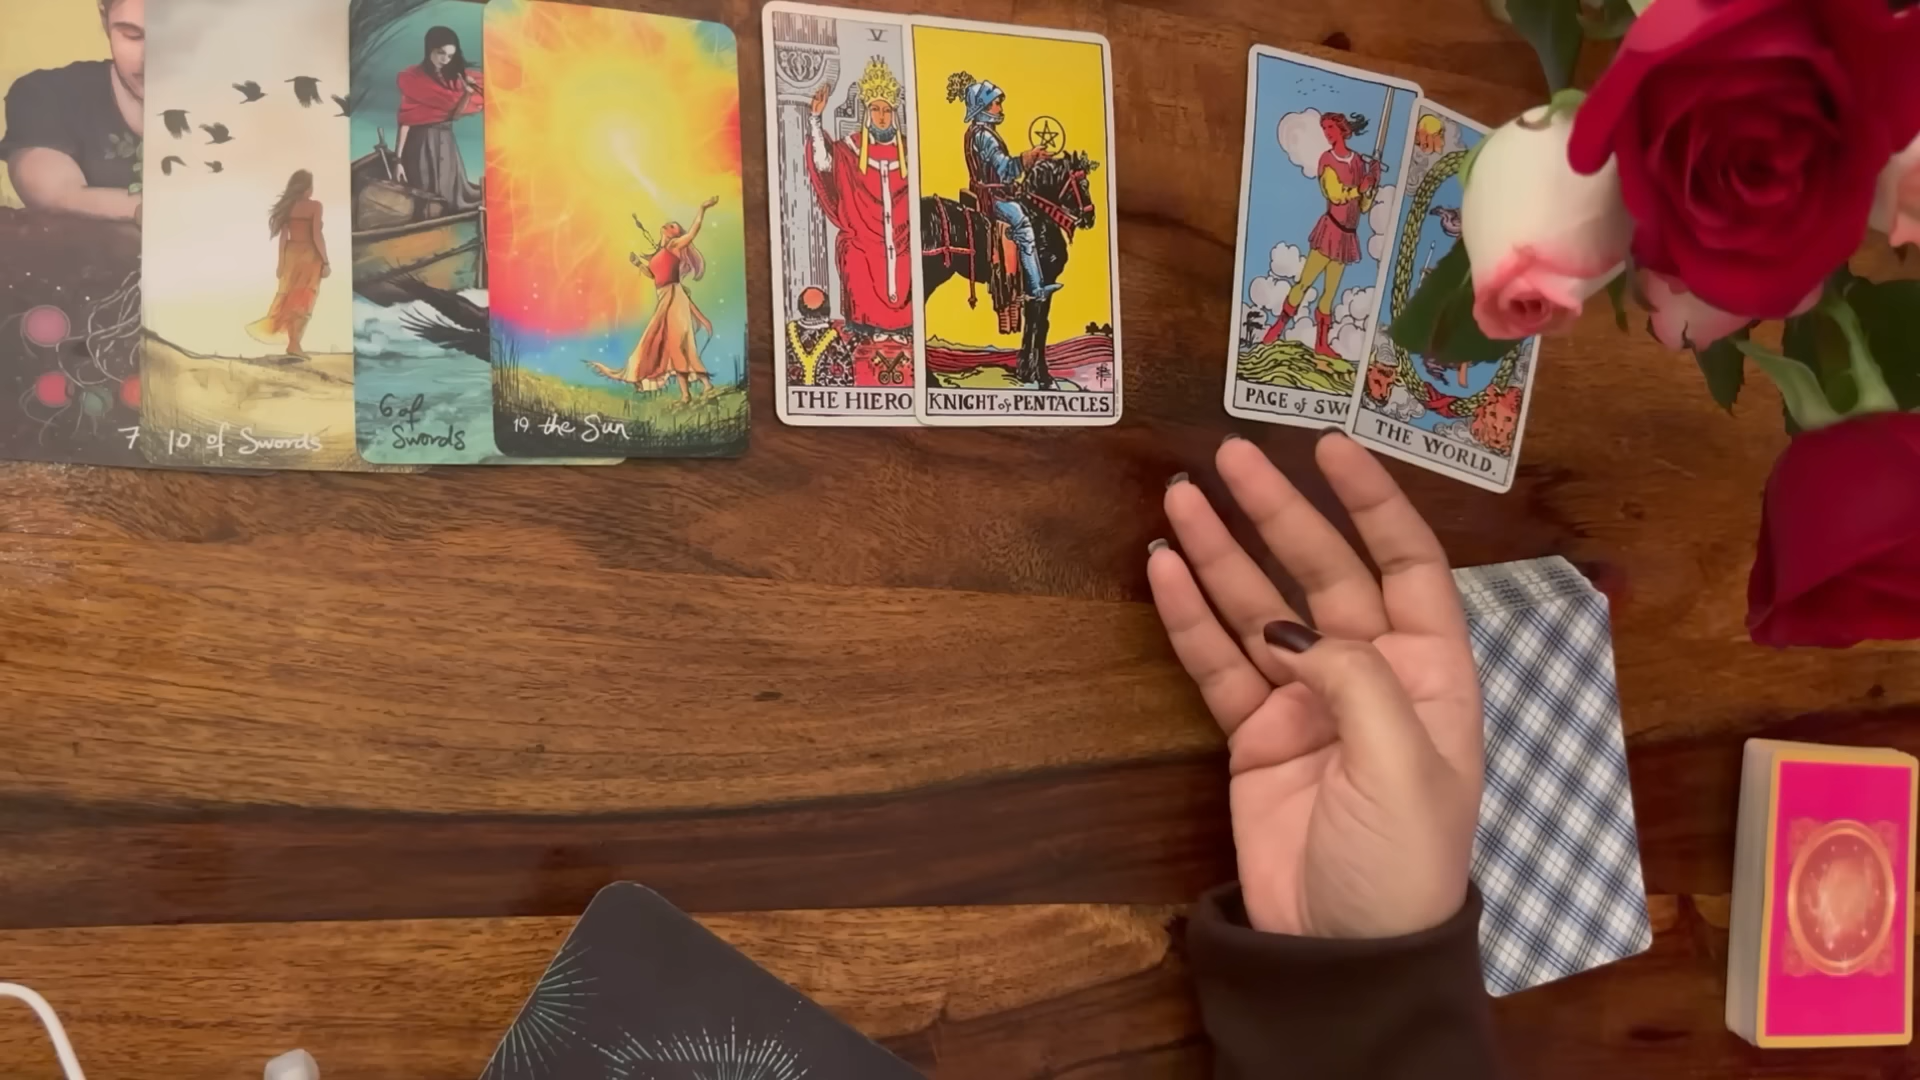 7
10 of Swords
6 of
Swords
19. the Sun
V
THE HIERO
KNIGHT of PENTACLES
PAGE of SWO
THE WORLD.